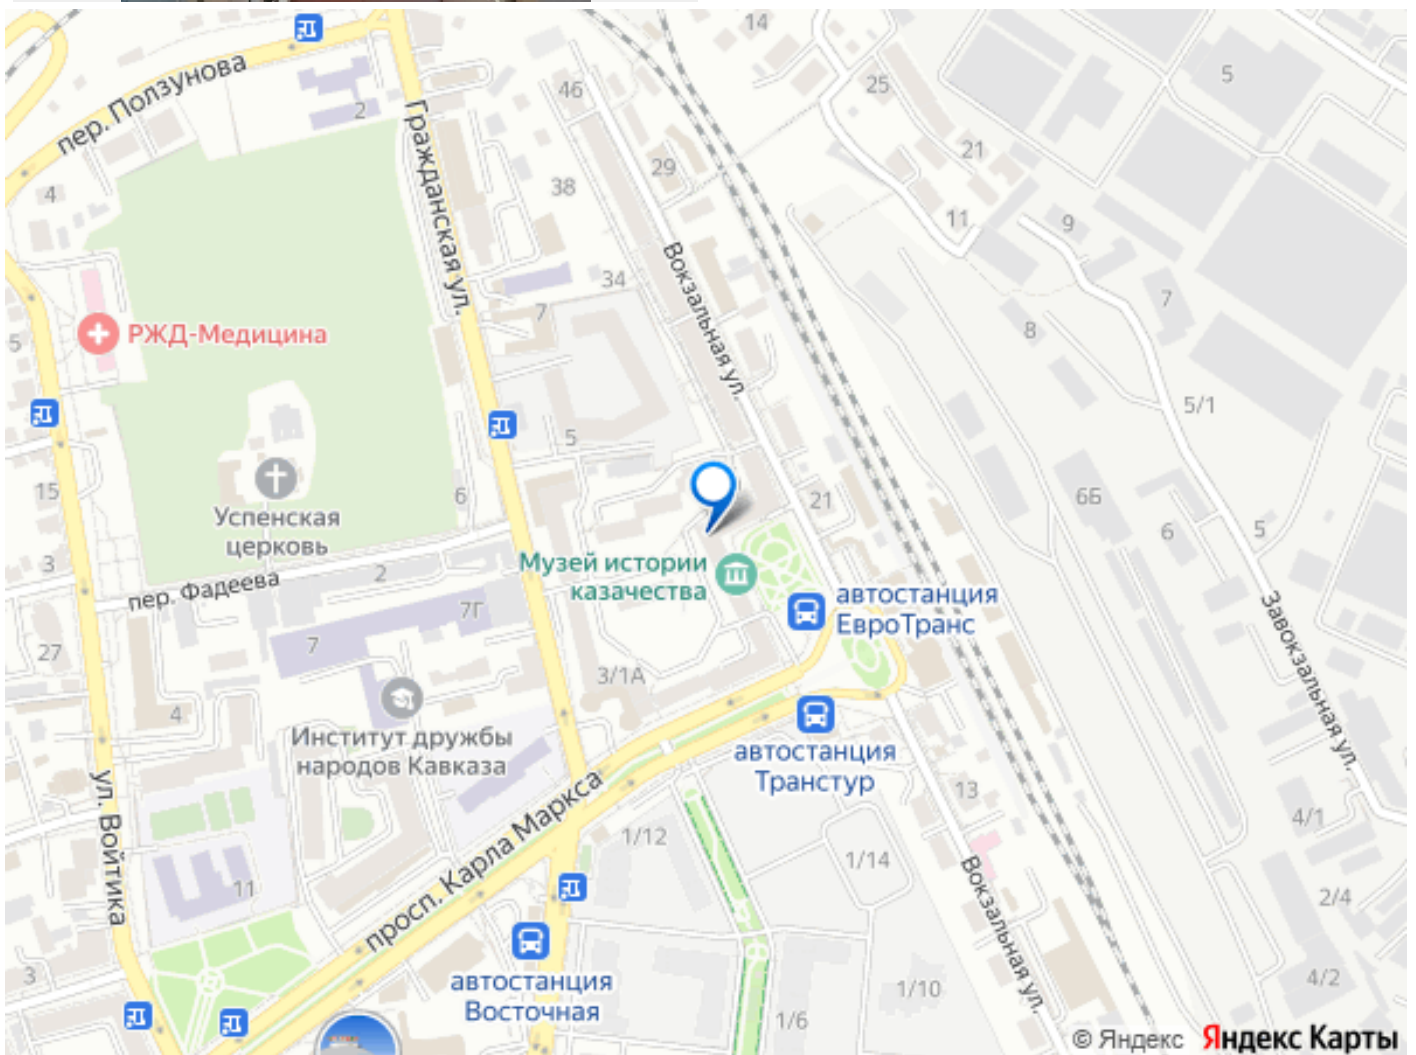 14
5
46
25
пер. Ползунова
2
Гражданская ул.
21
29
38
4
11
9
Вокзальная ул.
34
7
7
8
5
РЖД-Медицина
5/1
5
15
6
Успенская
церковь
21
6Б
6
5
3
пер. Фадеева
2
7Г
Музей истории
казачества
автостанция
ЕвроТранс
Завокзальная ул.
27
7
3/1А
4
Институт дружбы
народов Кавказа
автостанция
Транстур
13
ул. Войтика
просп. Карла Маркса
1/12
1/14
4/1
11
Вокзальная ул.
2/4
3
автостанция
Восточная
1/10
1/6
4/2
© Яндекс Яндекс Карты